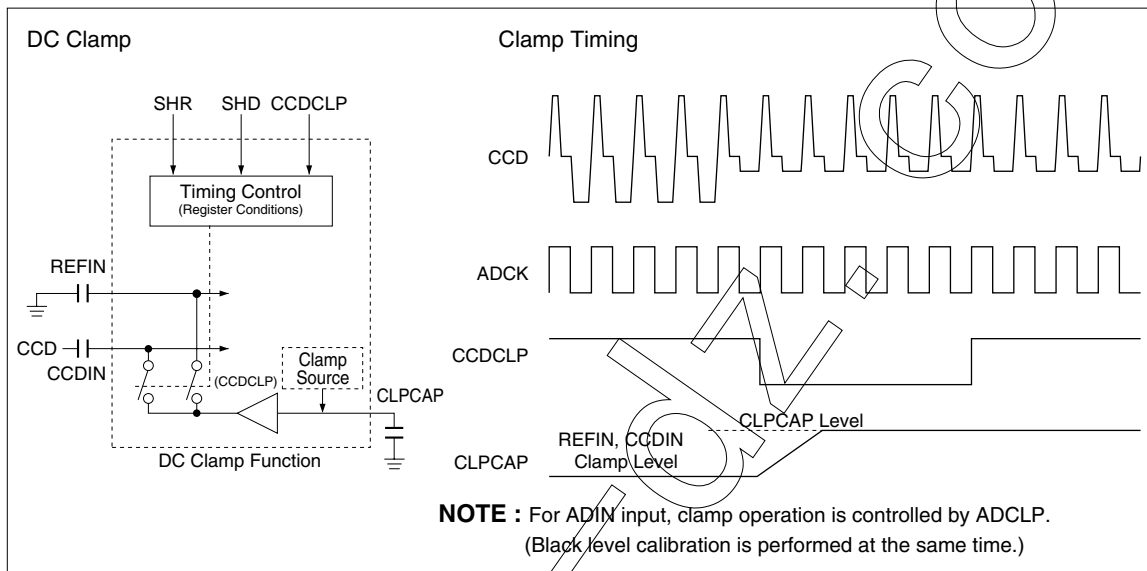 DC Clamp
SHR SHD CCDCLP
Timing Control
(Register Conditions)
REFIN
CCD
CCDIN
(CCDCLP)
Clamp
Source
CLPCAP
DC Clamp Function
Clamp Timing
CCD
ADCK
CCDCLP
CLPCAP Level
REFIN, CCDIN
Clamp Level
CLPCAP
NOTE : For ADIN input, clamp operation is controlled by ADCLP.
(Black level calibration is performed at the same time.)